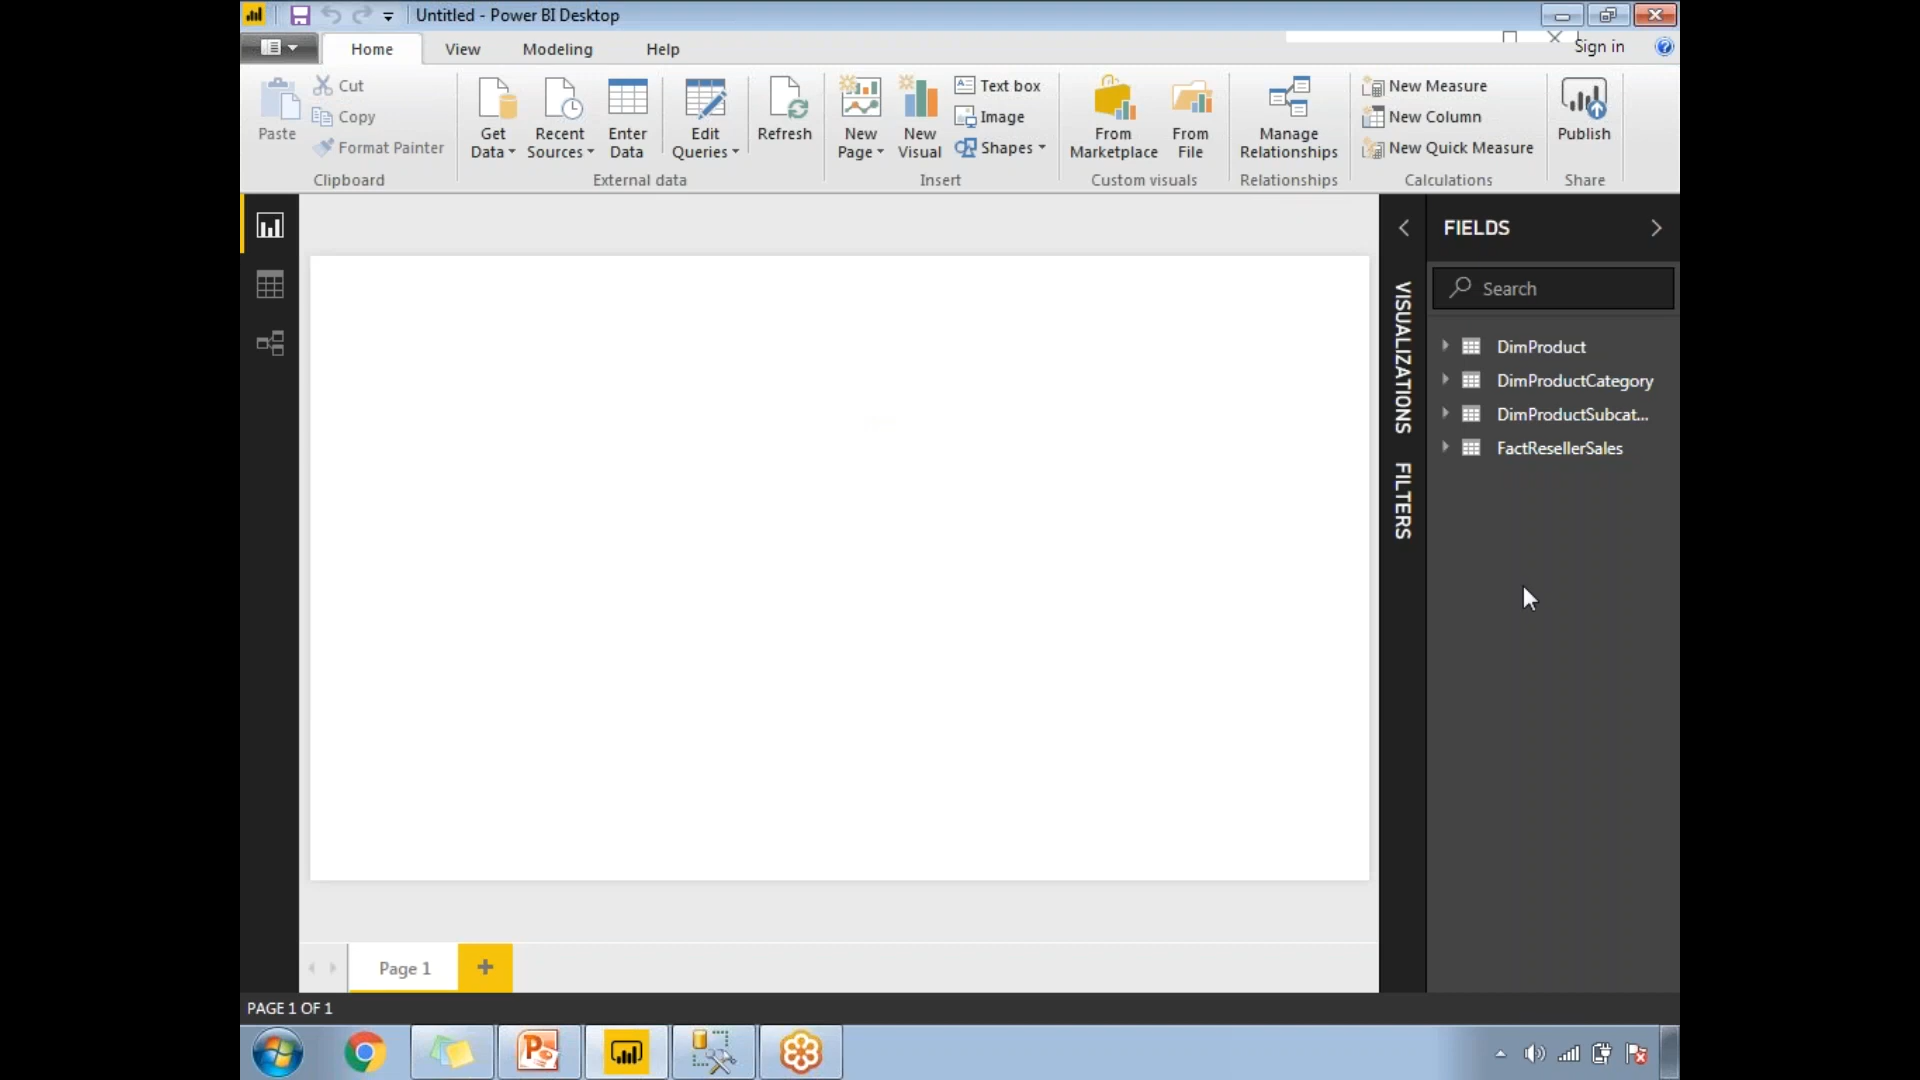 Untitled - Power BI Desktop
Home View Modeling Help Sign in
Paste
Cut
Copy
Format Painter
Clipboard
Get Data
Recent Sources
Enter Data
Edit Queries
Refresh
External data
New Page
New Visual
Text box
Image
Shapes
Insert
From Marketplace
From File
Custom visuals
Manage Relationships
Relationships
New Measure
New Column
New Quick Measure
Calculations
Publish
Share
VISUALIZATIONS
FILTERS
FIELDS
Search
DimProduct
DimProductCategory
DimProductSubcat...
FactResellerSales
Page 1
PAGE 1 OF 1